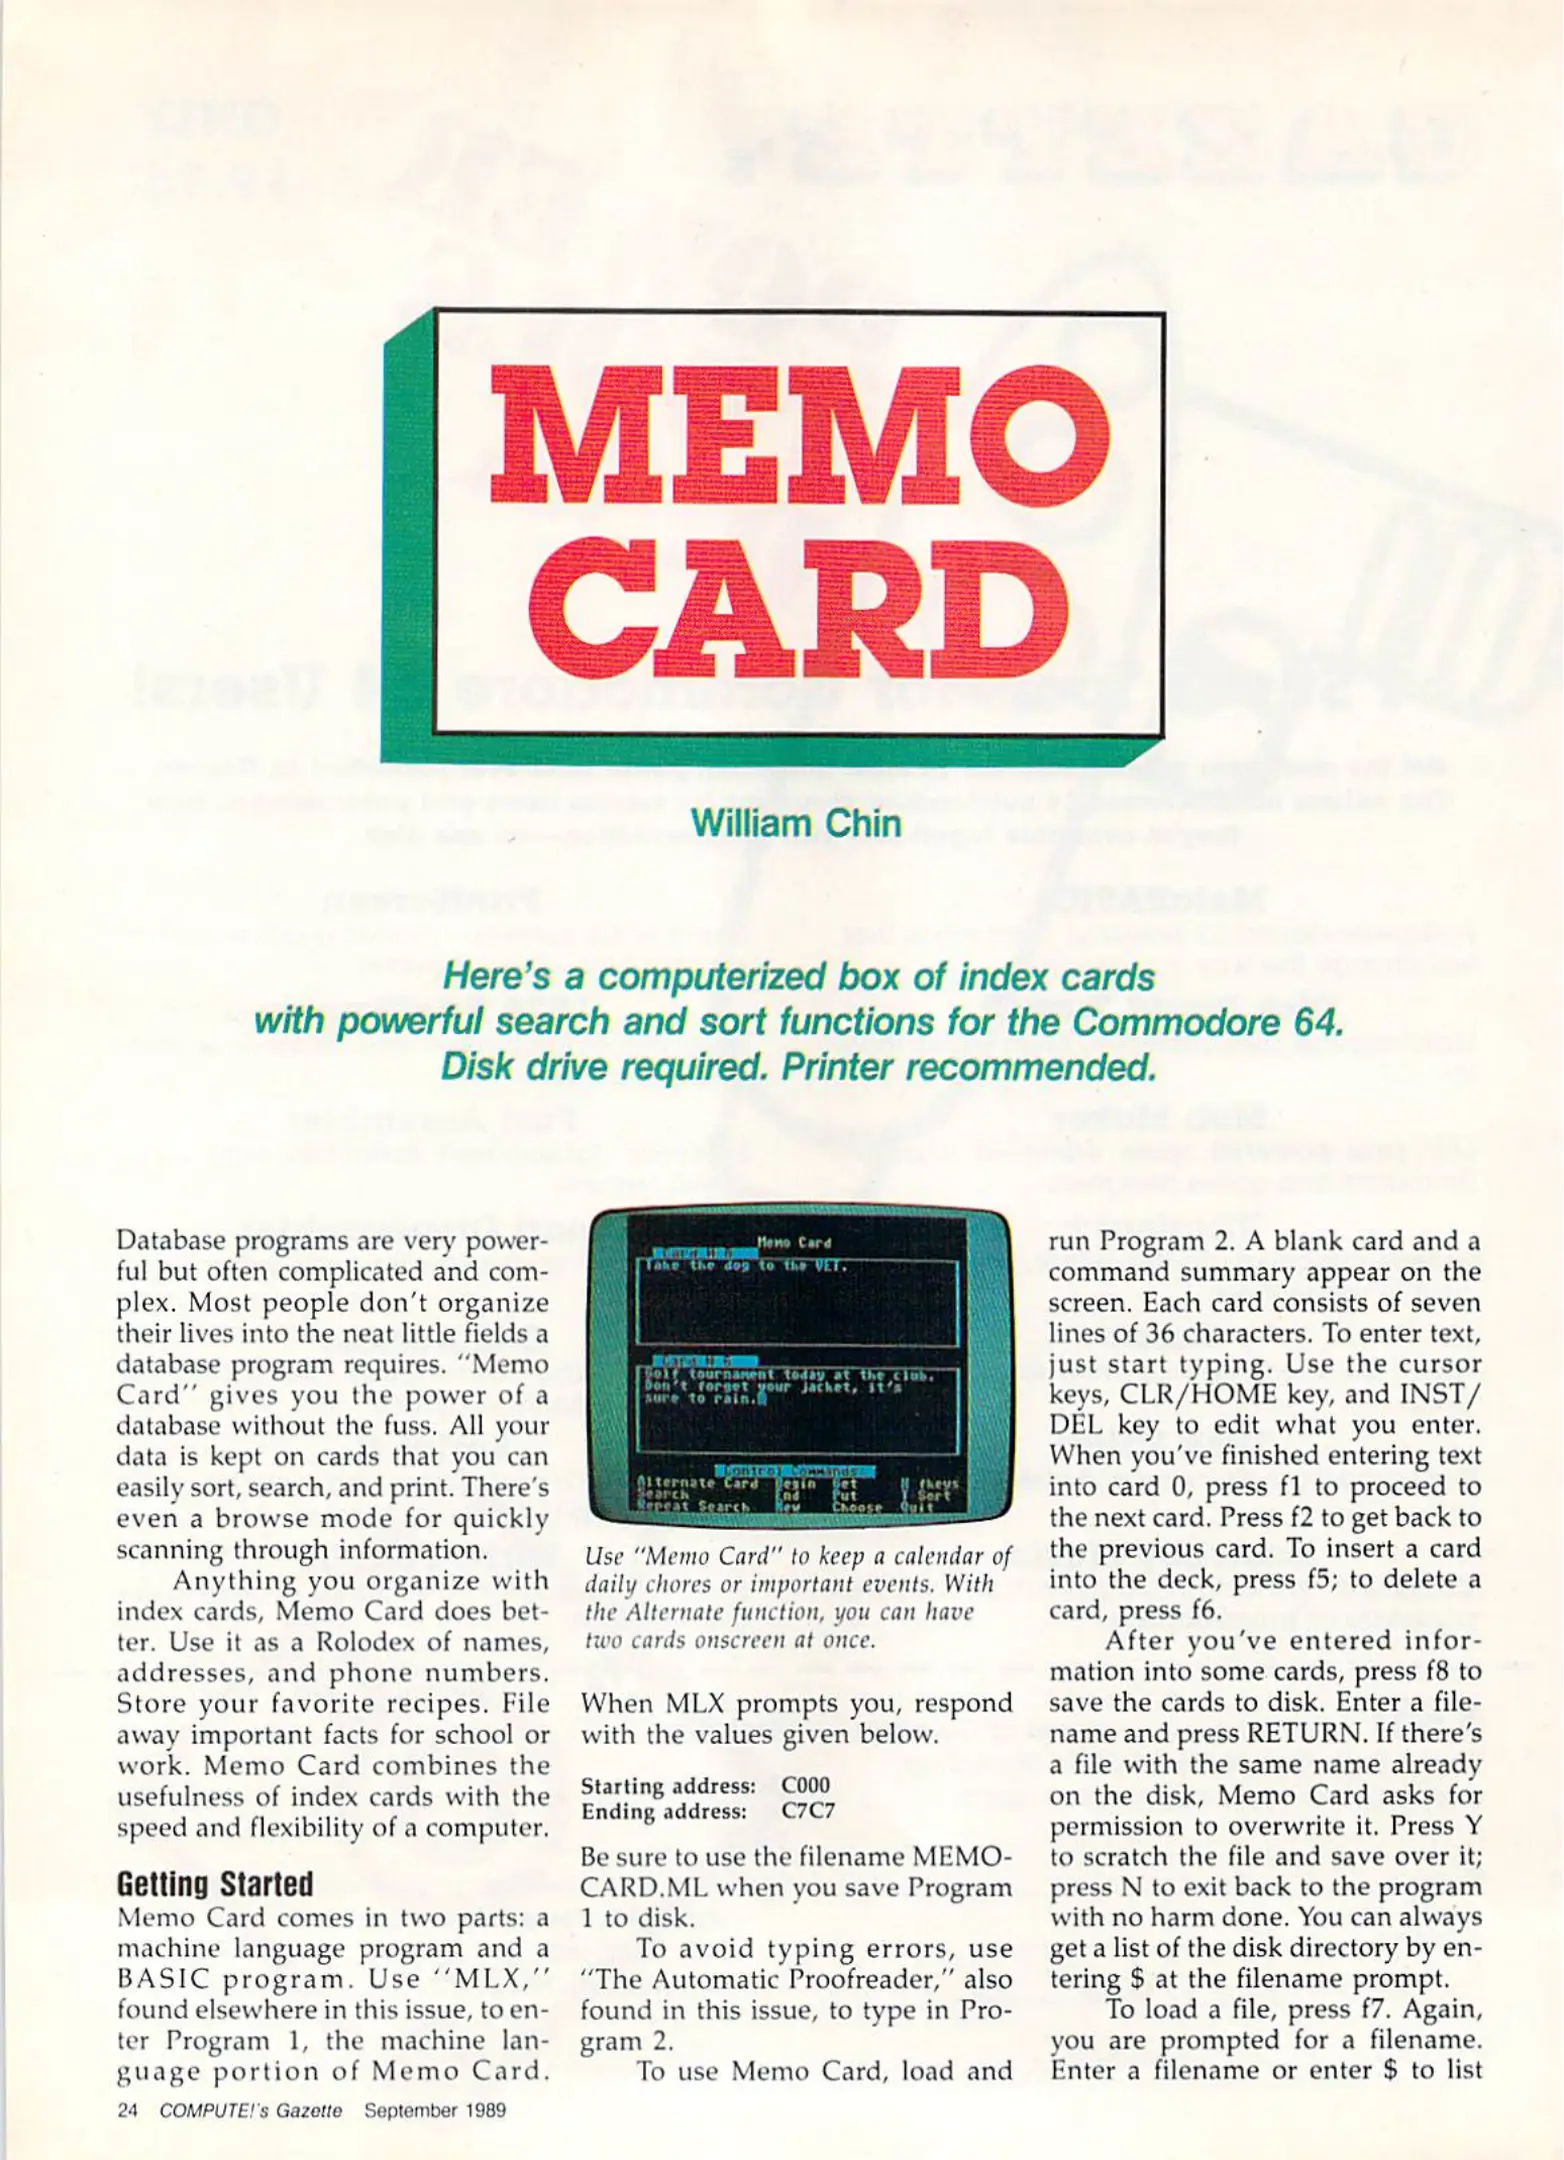 MEMO
CARD
William Chin
Here's a computerized box of index cards
with powerful search and sort functions for the Commodore 64.
Disk drive required. Printer recommended.
Database programs are very power-
ful but often complicated and com-
plex. Most people don't organize
their lives into the neat little fields a
database program requires. "Memo
Card" gives you the power of a
database without the fuss. All your
data is kept on cards that you can
easily sort, search, and print. There's
even a browse mode for quickly
scanning through information.
Anything you organize with
index cards, Memo Card does bet-
ter. Use it as a Rolodex of names,
addresses, and phone numbers.
Store your favorite recipes. File
away important facts for school or
work. Memo Card combines the
usefulness of index cards with the
speed and flexibility of a computer.
Getting Started
Memo Card comes in two parts: a
machine language program and a
BASIC program. Use "MLX,"
found elsewhere in this issue, to en-
ter Program 1, the machine lan-
guage portion of Memo Card.
Memo Card
Card # 5
Take the dog to the VET.
Card # 6
Golf tournament today at the club.
Don't forget your jacket, it's
sure to rain.
Control Commands
Alternate Card Begin Get # fkeys
Search End Put Sort
Repeat Search New Choose Quit
Use "Memo Card" to keep a calendar of
daily chores or important events. With
the Alternate function, you can have
two cards onscreen at once.
When MLX prompts you, respond
with the values given below.
Starting address: C000
Ending address: C7C7
Be sure to use the filename MEMO-
CARD.ML when you save Program
1 to disk.
To avoid typing errors, use
"The Automatic Proofreader," also
found in this issue, to type in Pro-
gram 2.
To use Memo Card, load and
run Program 2. A blank card and a
command summary appear on the
screen. Each card consists of seven
lines of 36 characters. To enter text,
just start typing. Use the cursor
keys, CLR/HOME key, and INST/
DEL key to edit what you enter.
When you've finished entering text
into card 0, press f1 to proceed to
the next card. Press f2 to get back to
the previous card. To insert a card
into the deck, press f5; to delete a
card, press f6.
After you've entered infor-
mation into some cards, press f8 to
save the cards to disk. Enter a file-
name and press RETURN. If there's
a file with the same name already
on the disk, Memo Card asks for
permission to overwrite it. Press Y
to scratch the file and save over it;
press N to exit back to the program
with no harm done. You can always
get a list of the disk directory by en-
tering $ at the filename prompt.
To load a file, press f7. Again,
you are prompted for a filename.
Enter a filename or enter $ to list
24 COMPUTE!'s Gazette September 1989